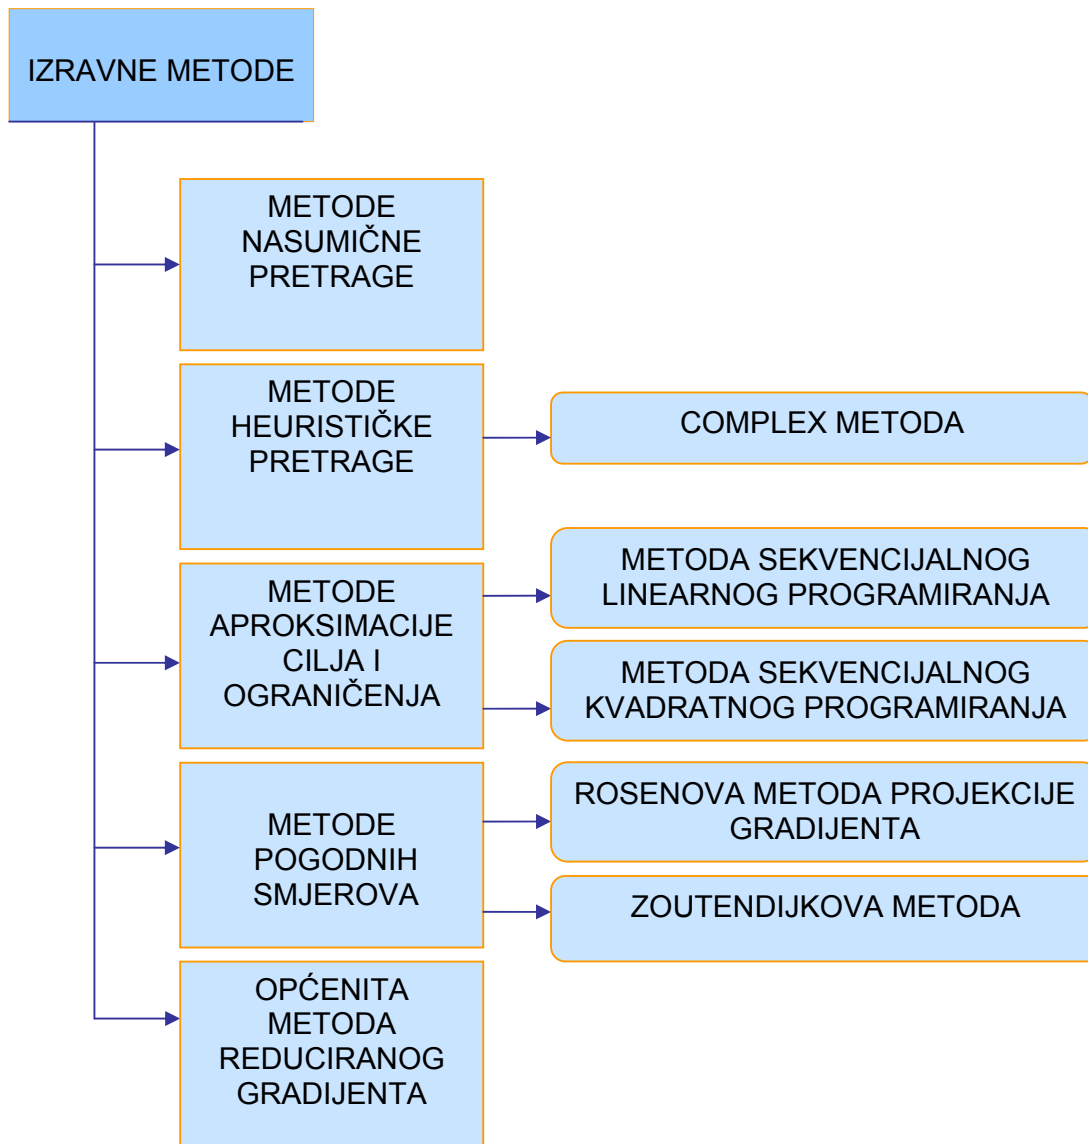 IZRAVNE METODE
METODE
NASUMIČNE
PRETRAGE
METODE
HEURISTIČKE
PRETRAGE
COMPLEX METODA
METODE
APROKSIMACIJE
CILJA I
OGRANIČENJA
METODA SEKVENCIJALNOG
LINEARNOG PROGRAMIRANJA
METODA SEKVENCIJALNOG
KVADRATNOG PROGRAMIRANJA
METODE
POGODNIH
SMJEROVA
ROSENOVA METODA PROJEKCIJE
GRADIJENTA
ZOUTENDIJKOVA METODA
OPĆENITA
METODA
REDUCIRANOG
GRADIJENTA